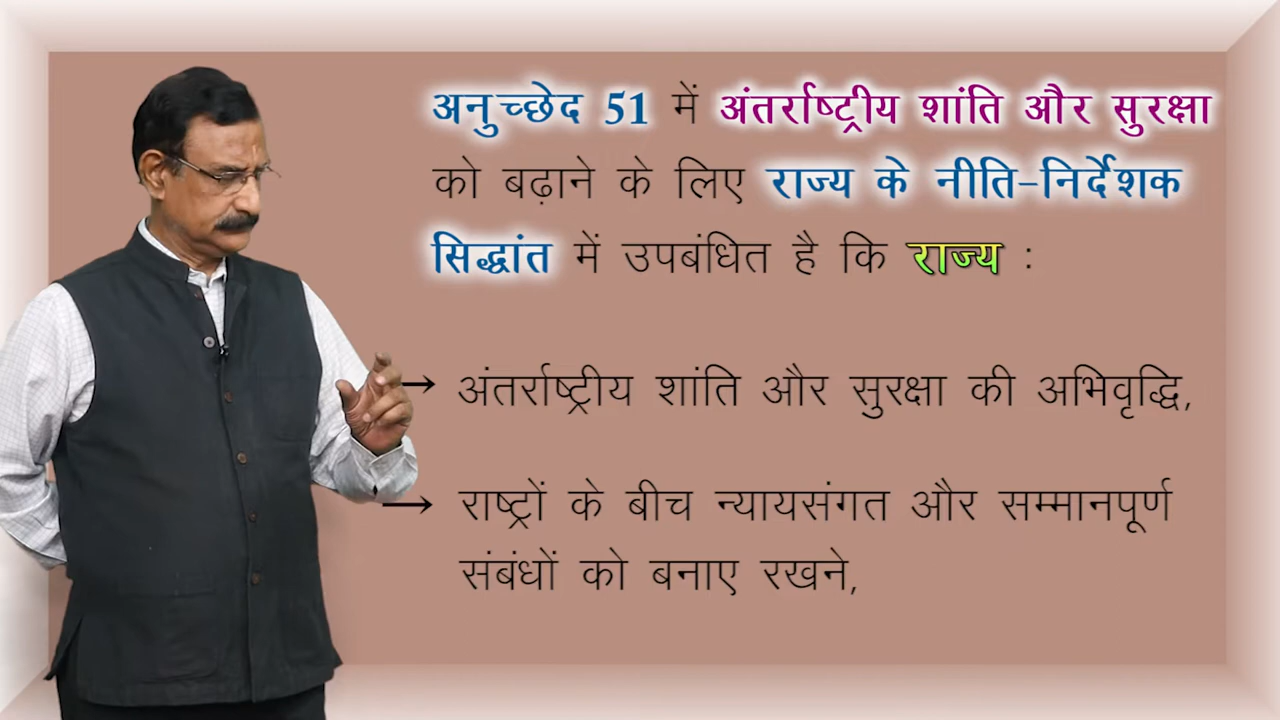 अनुच्छेद 51 में अंतर्राष्ट्रीय शांति और सुरक्षा
को बढ़ाने के लिए राज्य के नीति-निर्देशक
सिद्धांत में उपबंधित है कि राज्य :
→ अंतर्राष्ट्रीय शांति और सुरक्षा की अभिवृद्धि,
→ राष्ट्रों के बीच न्यायसंगत और सम्मानपूर्ण
संबंधों को बनाए रखने,